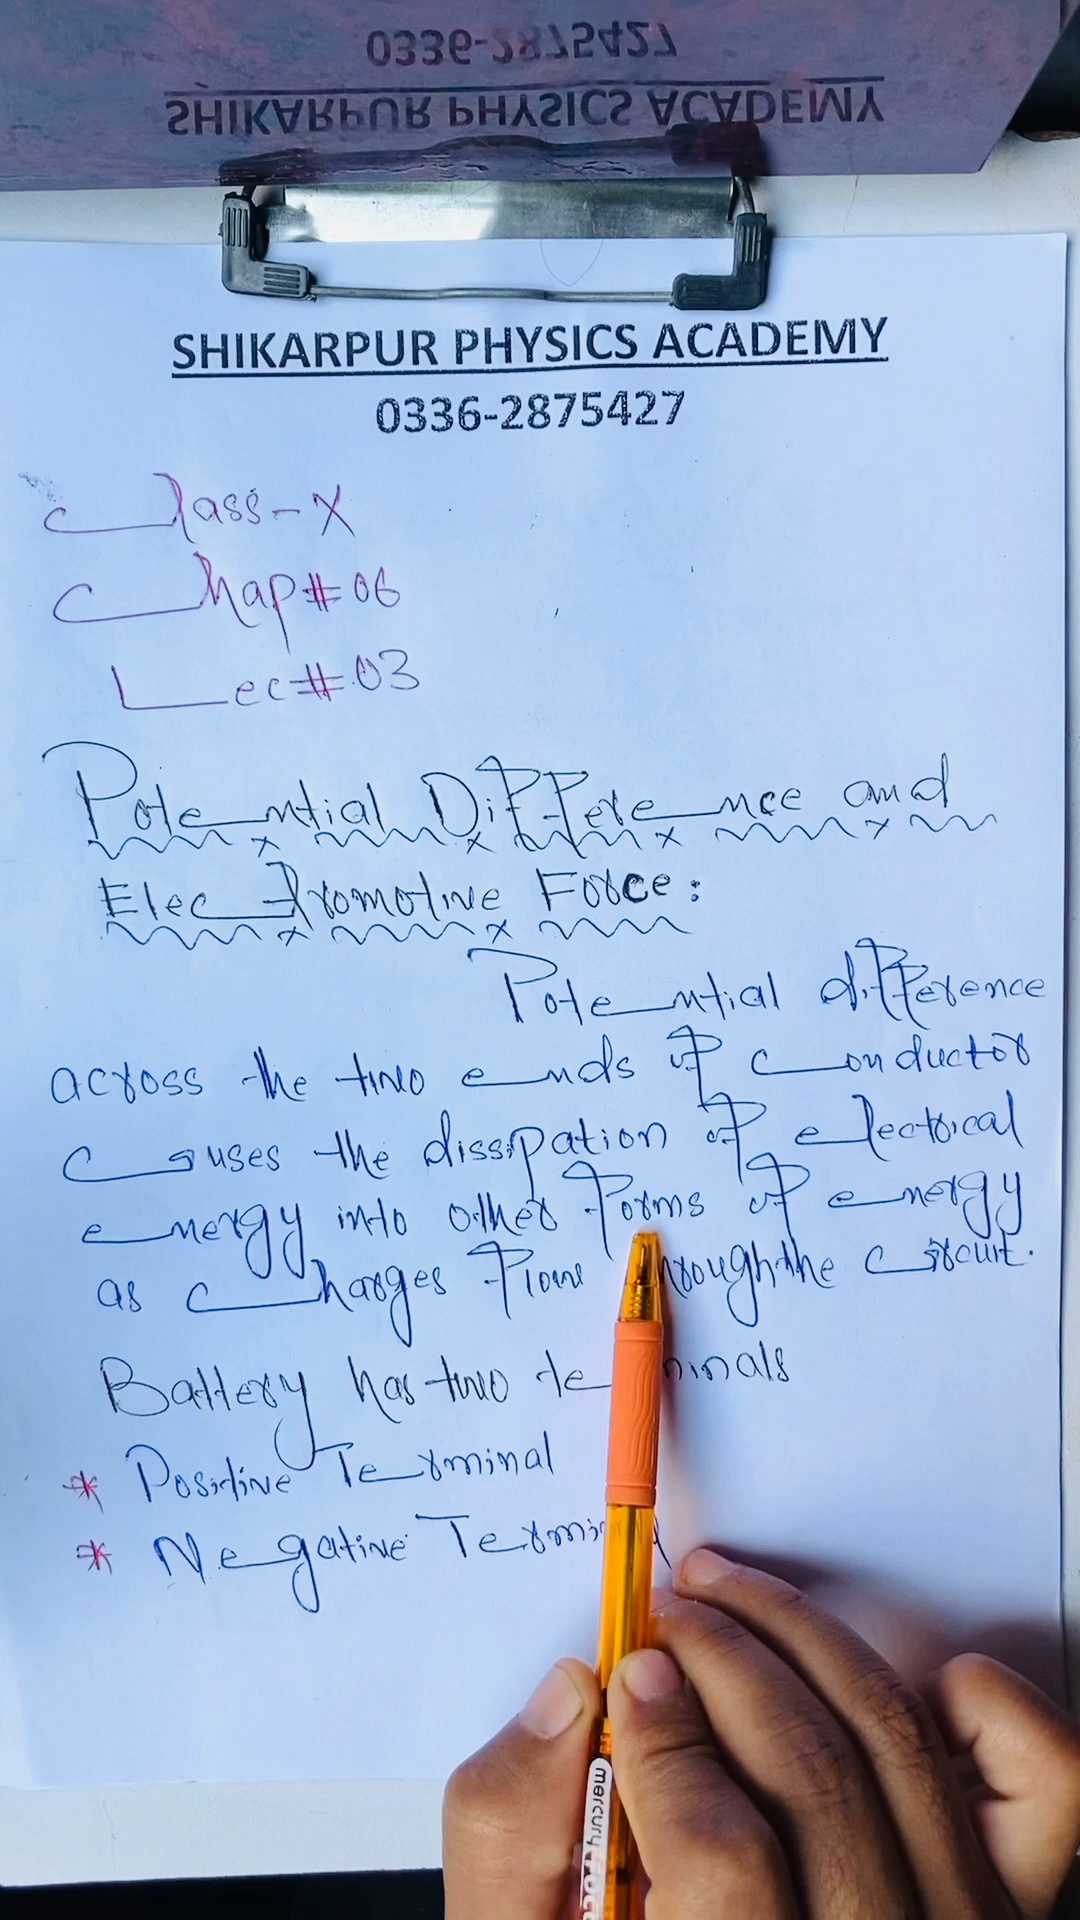 0336-2875427
SHIKARPUR PHYSICS ACADEMY
SHIKARPUR PHYSICS ACADEMY
0336-2875427
Class-X
Chap#06
Lec#03
Potential Difference and
Electromotive Force:
Potential difference
across the two ends of conductor
causes the dissipation of electrical
energy into other forms of energy
as charges flow through the circuit.
Battery has two terminals
* Positive Terminal
* Negative Terminal
mercury